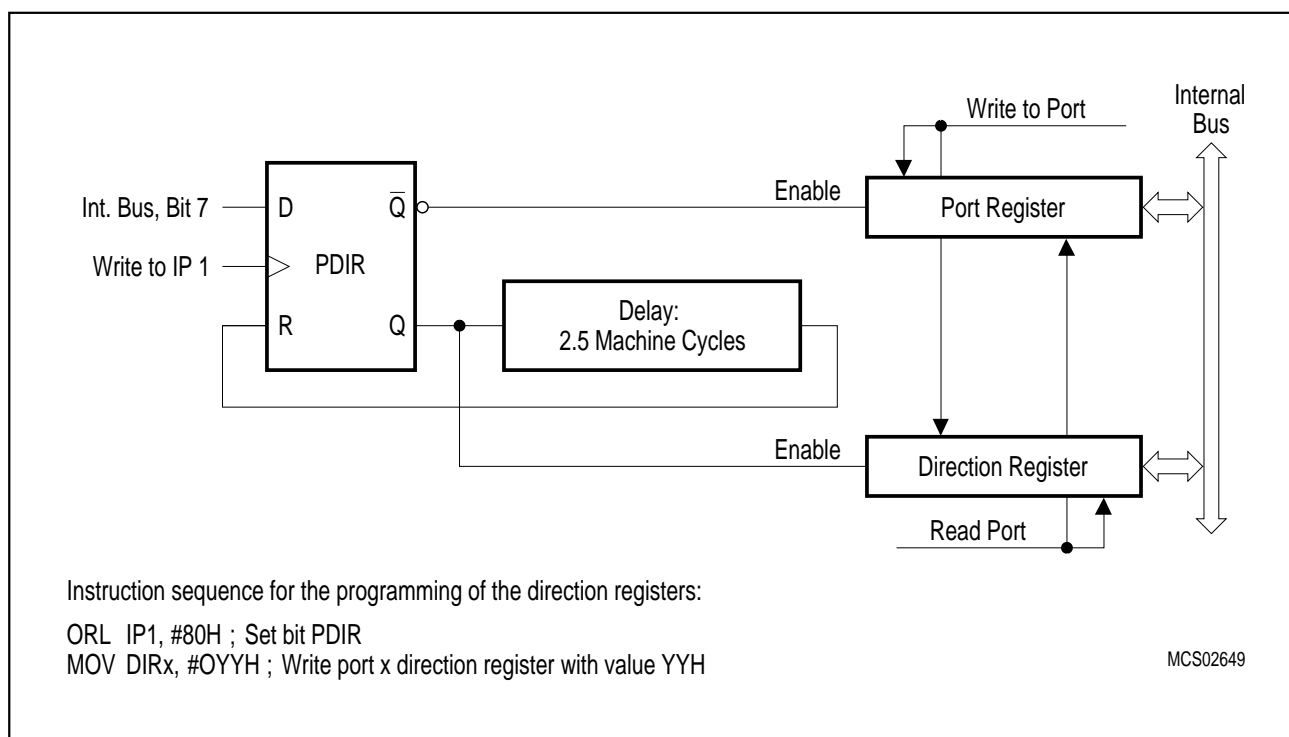 Write to Port
Internal
Bus
Int. Bus, Bit 7
D
Q
Enable
Port Register
Write to IP 1
PDIR
R
Q
Delay:
2.5 Machine Cycles
Enable
Direction Register
Read Port
Instruction sequence for the programming of the direction registers:
ORL IP1, #80H ; Set bit PDIR
MOV DIRx, #OYYH ; Write port x direction register with value YYH
MCS02649